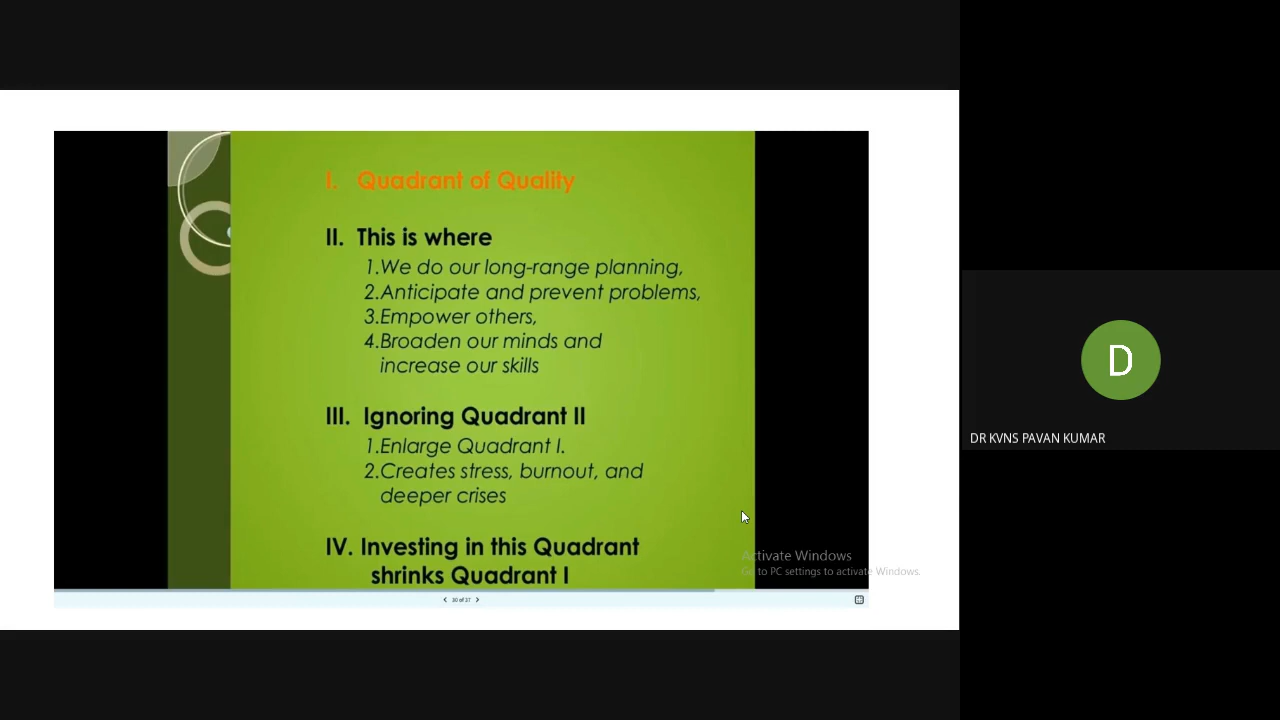 I. Quadrant of Quality
II. This is where
1.We do our long-range planning,
2.Anticipate and prevent problems,
3.Empower others,
4.Broaden our minds and
increase our skills
III. Ignoring Quadrant II
1.Enlarge Quadrant I.
2.Creates stress, burnout, and
deeper crises
IV. Investing in this Quadrant
shrinks Quadrant I
Activate Windows
Go to PC settings to activate Windows.
30 of 37
D
DR KVNS PAVAN KUMAR